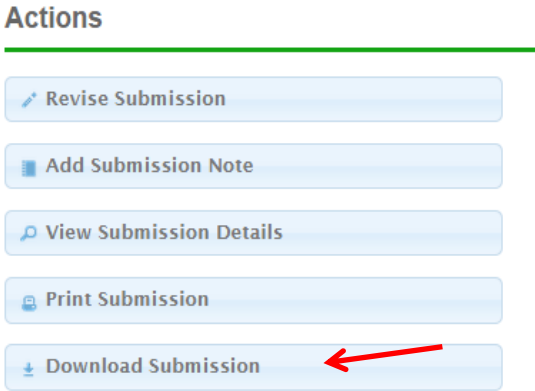 Actions
Revise Submission
Add Submission Note
View Submission Details
Print Submission
Download Submission